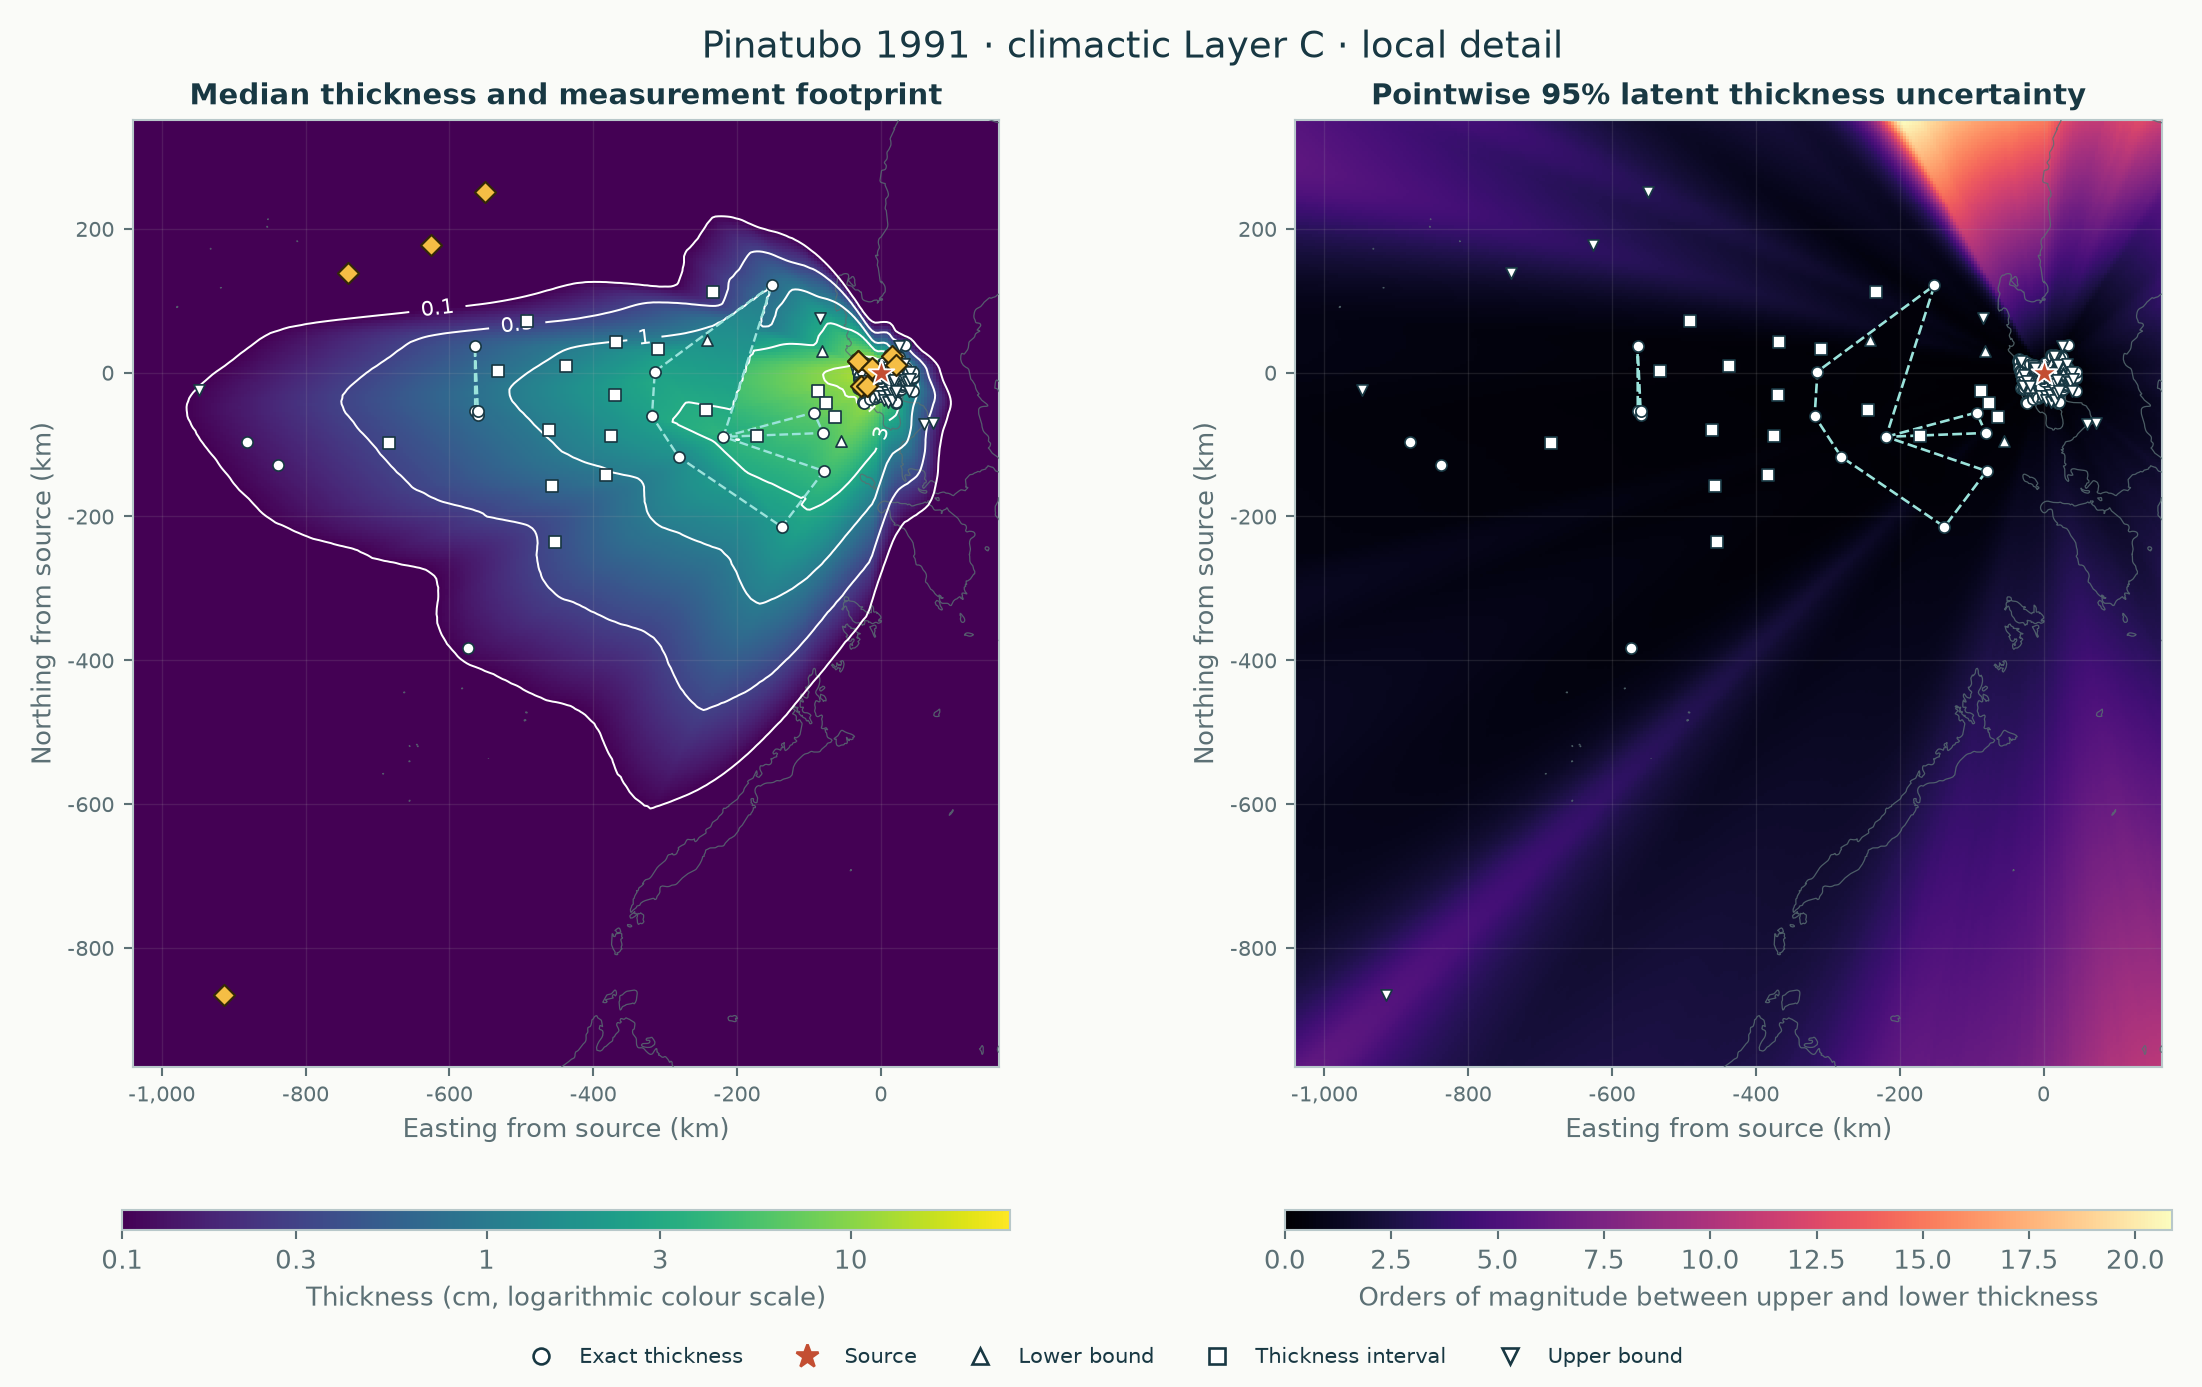 Pinatubo 1991 · climactic Layer C · local detail
Median thickness and measurement footprint
Pointwise 95% latent thickness uncertainty
Northing from source (km)
200
0
-200
-400
-600
-800
0.1
1
3
-1,000
-800
-600
-400
-200
0
Easting from source (km)
Northing from source (km)
200
0
-200
-400
-600
-800
-1,000
-800
-600
-400
-200
0
Easting from source (km)
0.1
0.3
1
3
10
Thickness (cm, logarithmic colour scale)
0.0
2.5
5.0
7.5
10.0
12.5
15.0
17.5
20.0
Orders of magnitude between upper and lower thickness
Exact thickness
Source
Lower bound
Thickness interval
Upper bound